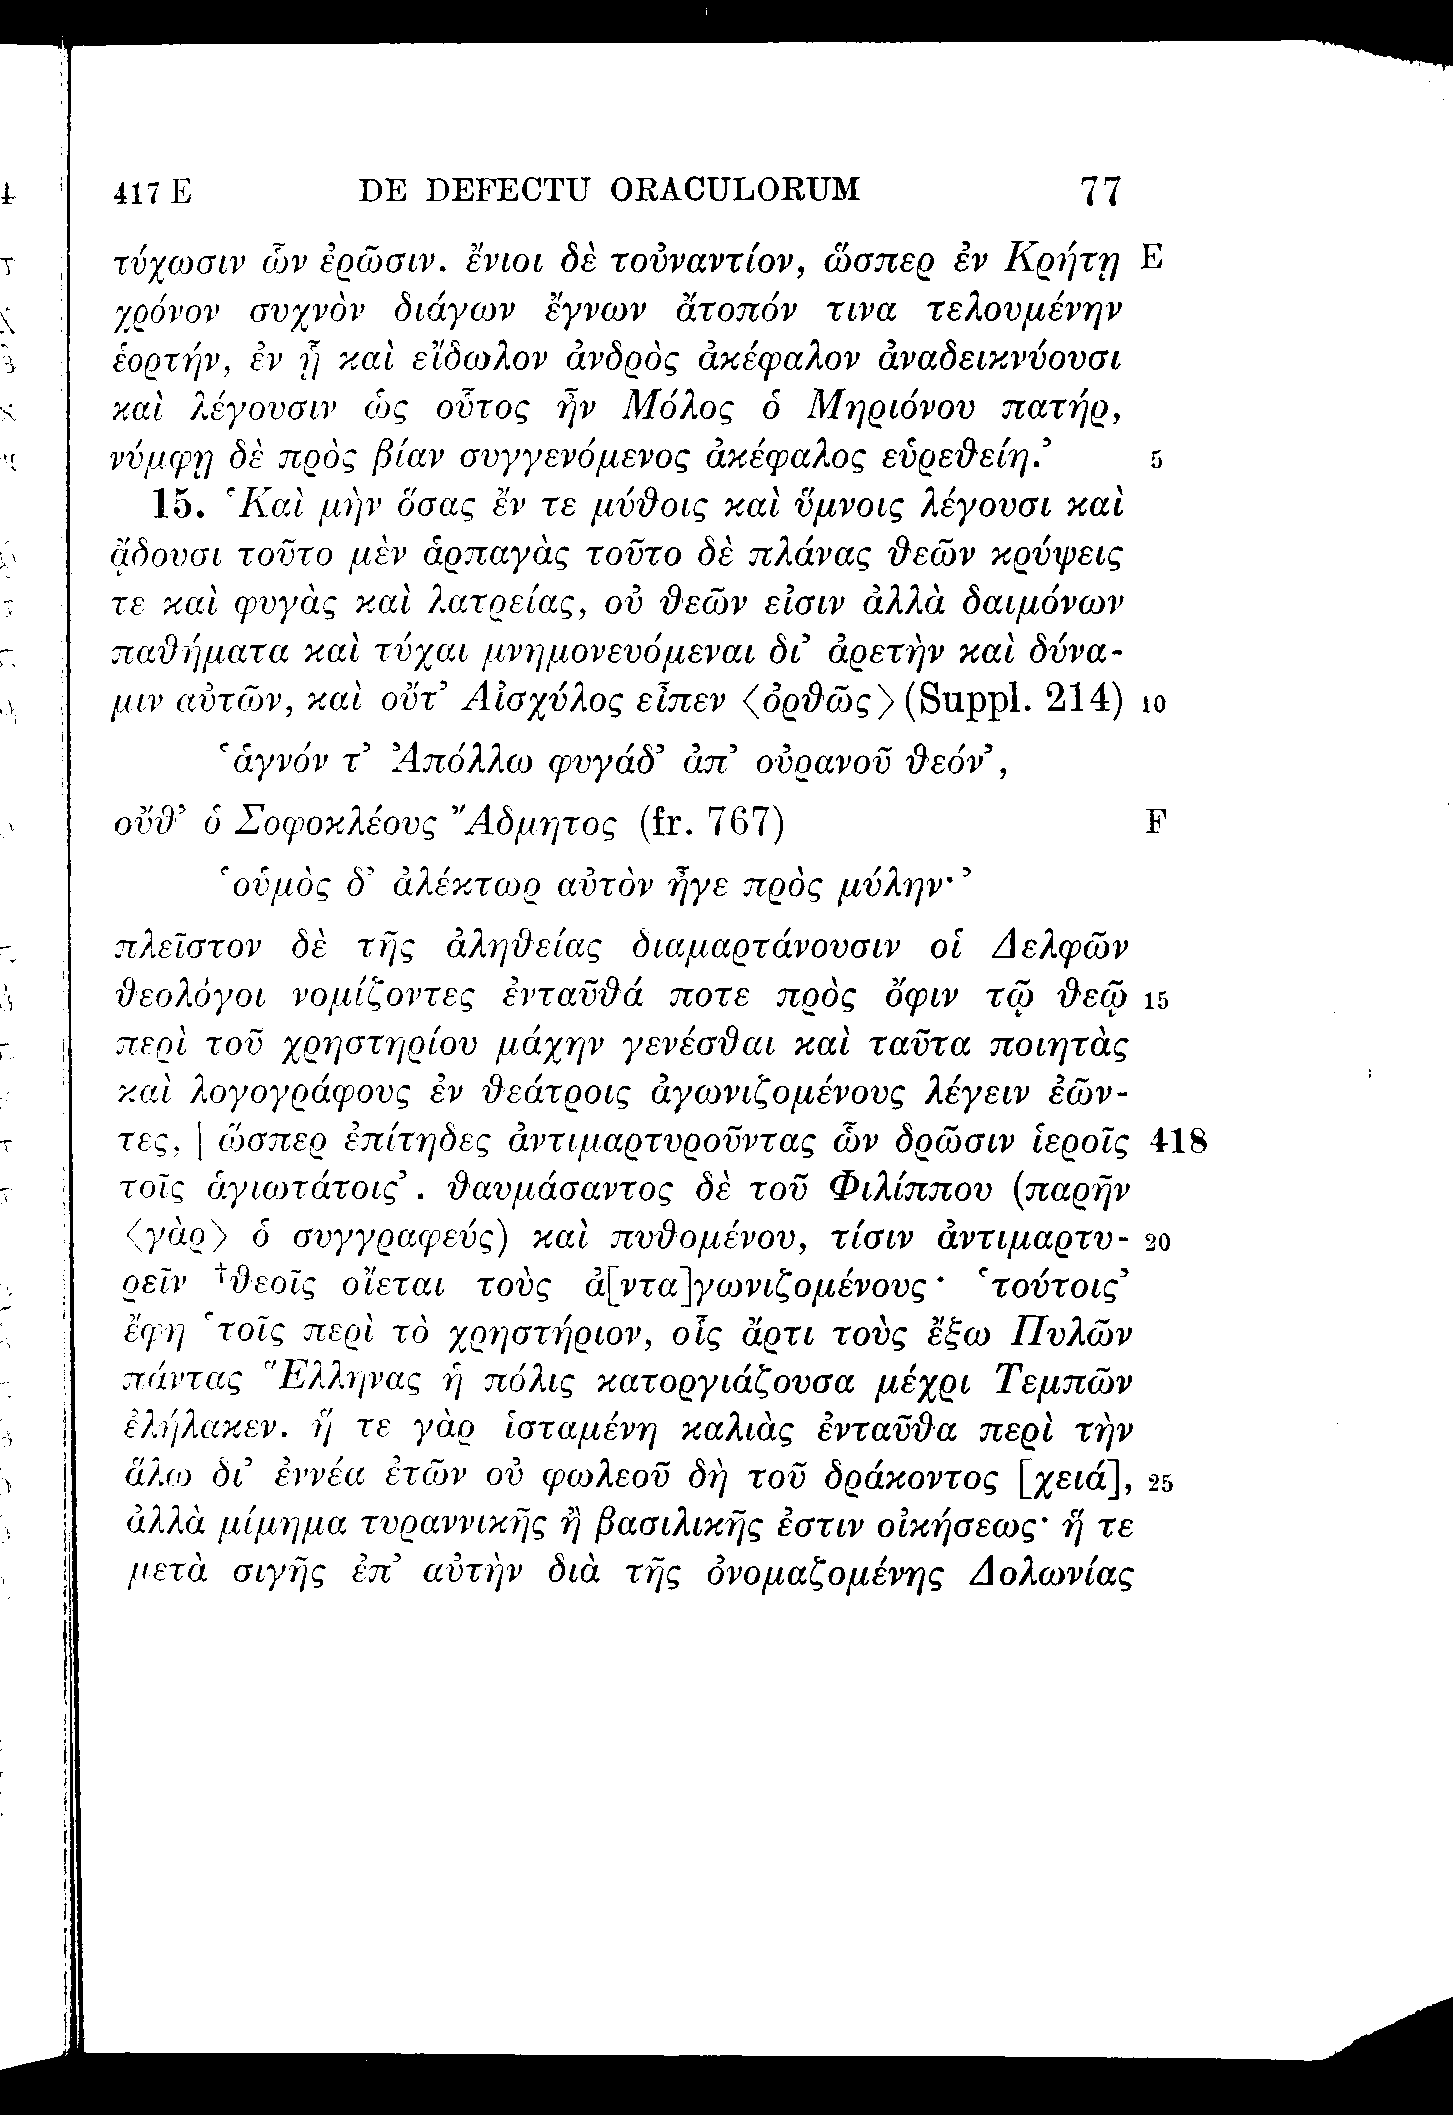 417 E DE DEFECTU ORACULORUM 77
τύχωσιν ὧν ἐρῶσιν. ἔνιοι δὲ τοὐναντίον, ὥσπερ ἐν Κρήτῃ E
χρόνον συχνὸν διάγων ἔγνων ἄτοπόν τινα τελουμένην
ἑορτήν, ἐν ᾗ καὶ εἴδωλον ἀνδρὸς ἀκέφαλον ἀναδεικνύουσι
καὶ λέγουσιν ὡς οὗτος ἦν Μόλος ὁ Μηριόνου πατήρ,
νύμφῃ δὲ πρὸς βίαν συγγενόμενος ἀκέφαλος εὑρεθείη.’ 5
15. ‘Καὶ μὴν ὅσας ἔν τε μύθοις καὶ ὕμνοις λέγουσι καὶ
ᾄδουσι τοῦτο μὲν ἁρπαγὰς τοῦτο δὲ πλάνας θεῶν κρύψεις
τε καὶ φυγὰς καὶ λατρείας, οὐ θεῶν εἰσιν ἀλλὰ δαιμόνων
παθήματα καὶ τύχαι μνημονευόμεναι δι’ ἀρετὴν καὶ δύνα-
μιν αὐτῶν, καὶ οὔτ’ Αἰσχύλος εἶπεν ⟨ὀρθῶς⟩ (Suppl. 214) 10
‘ἁγνόν τ’ Ἀπόλλω φυγάδ’ ἀπ’ οὐρανοῦ θεόν’,
οὔθ’ ὁ Σοφοκλέους Ἄδμητος (fr. 767) F
‘οὑμὸς δ’ ἀλέκτωρ αὐτὸν ἦγε πρὸς μύλην·’
πλεῖστον δὲ τῆς ἀληθείας διαμαρτάνουσιν οἱ Δελφῶν
θεολόγοι νομίζοντες ἐνταῦθά ποτε πρὸς ὄφιν τῷ θεῷ 15
περὶ τοῦ χρηστηρίου μάχην γενέσθαι καὶ ταῦτα ποιητὰς
καὶ λογογράφους ἐν θεάτροις ἀγωνιζομένους λέγειν ἐῶν-
τες, | ὥσπερ ἐπίτηδες ἀντιμαρτυροῦντας ὧν δρῶσιν ἱεροῖς 418
τοῖς ἁγιωτάτοις’. θαυμάσαντος δὲ τοῦ Φιλίππου (παρῆν
⟨γὰρ⟩ ὁ συγγραφεύς) καὶ πυθομένου, τίσιν ἀντιμαρτυ- 20
ρεῖν †θεοῖς οἴεται τοὺς ἀ[ντα]γωνιζομένους· ‘τούτοις’
ἔφη ‘τοῖς περὶ τὸ χρηστήριον, οἷς ἄρτι τοὺς ἔξω Πυλῶν
πάντας Ἕλληνας ἡ πόλις κατοργιάζουσα μέχρι Τεμπῶν
ἐλήλακεν. ἥ τε γὰρ ἱσταμένη καλιὰς ἐνταῦθα περὶ τὴν
ἅλω δι’ ἐννέα ἐτῶν οὐ φωλεοῦ δὴ τοῦ δράκοντος [χειά], 25
ἀλλὰ μίμημα τυραννικῆς ἢ βασιλικῆς ἐστιν οἰκήσεως· ἥ τε
μετὰ σιγῆς ἐπ’ αὐτὴν διὰ τῆς ὀνομαζομένης Δολωνίας